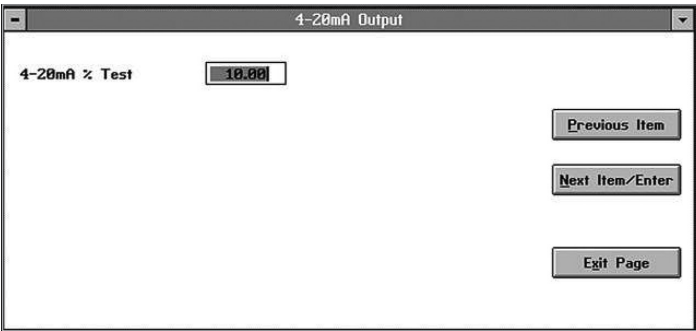 4-20mA Output
4-20mA % Test 10.00
Previous Item
Next Item/Enter
Exit Page